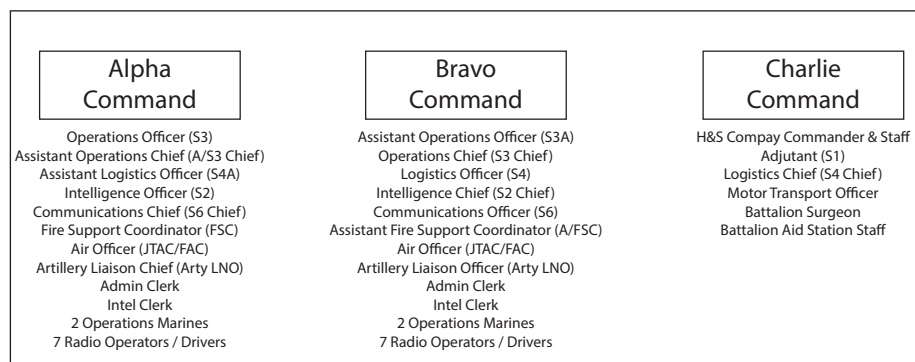 Alpha
Command
Operations Officer (S3)
Assistant Operations Chief (A/S3 Chief)
Assistant Logistics Officer (S4A)
Intelligence Officer (S2)
Communications Chief (S6 Chief)
Fire Support Coordinator (FSC)
Air Officer (JTAC/FAC)
Artillery Liaison Chief (Arty LNO)
Admin Clerk
Intel Clerk
2 Operations Marines
7 Radio Operators / Drivers
Bravo
Command
Assistant Operations Officer (S3A)
Operations Chief (S3 Chief)
Logistics Officer (S4)
Intelligence Chief (S2 Chief)
Communications Officer (S6)
Assistant Fire Support Coordinator (A/FSC)
Air Officer (JTAC/FAC)
Artillery Liaison Officer (Arty LNO)
Admin Clerk
Intel Clerk
2 Operations Marines
7 Radio Operators / Drivers
Charlie
Command
H&S Compay Commander & Staff
Adjutant (S1)
Logistics Chief (S4 Chief)
Motor Transport Officer
Battalion Surgeon
Battalion Aid Station Staff